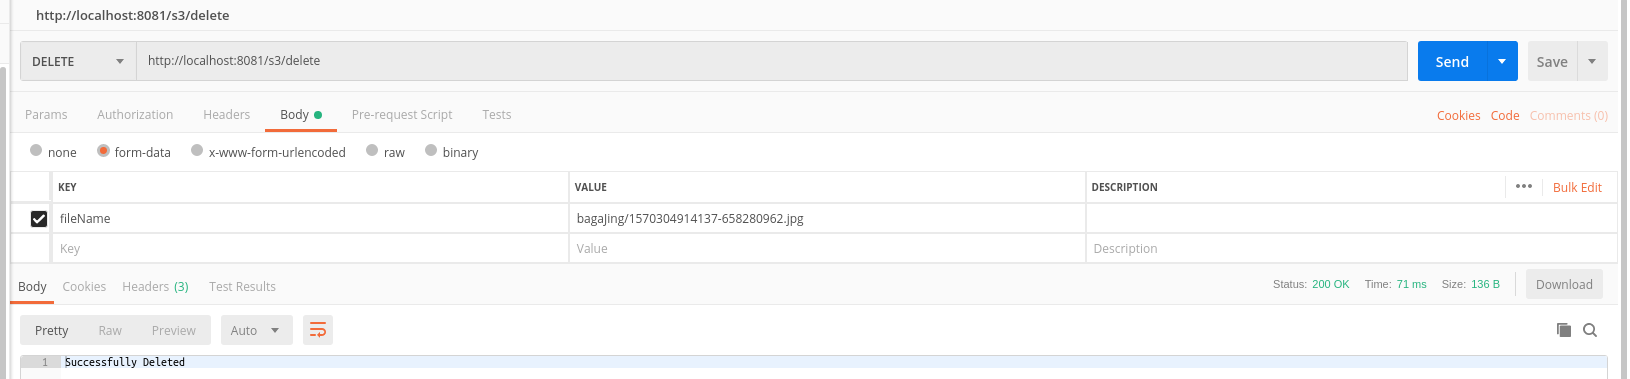 http://localhost:8081/s3/delete
DELETE http://localhost:8081/s3/delete Send Save
Params Authorization Headers Body Pre-request Script Tests Cookies Code Comments (0)
none form-data x-www-form-urlencoded raw binary
KEY VALUE DESCRIPTION ••• Bulk Edit
fileName bagaJing/1570304914137-658280962.jpg
Key Value Description
Body Cookies Headers (3) Test Results Status: 200 OK Time: 71 ms Size: 136 B Download
Pretty Raw Preview Auto
1 Successfully Deleted